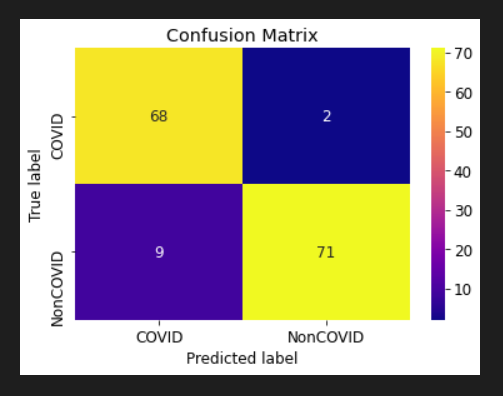 Confusion Matrix
70
60
50
40
30
20
10
True label
COVID
68
2
NonCOVID
9
71
COVID
NonCOVID
Predicted label